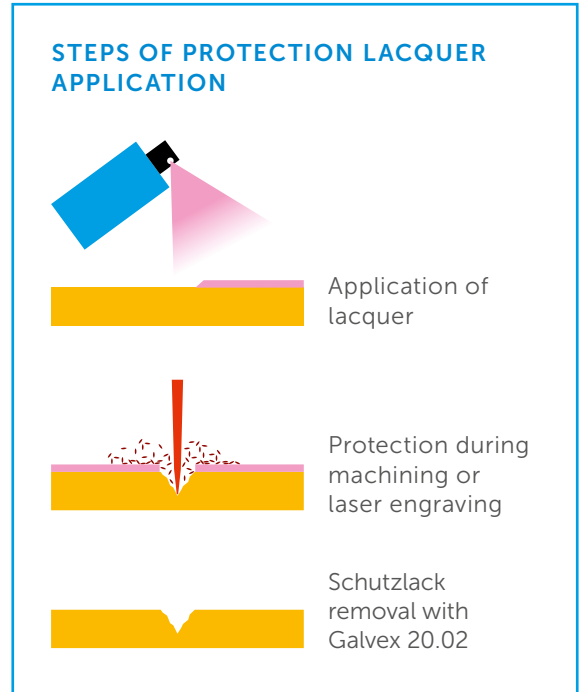 STEPS OF PROTECTION LACQUER
APPLICATION
Application of
lacquer
Protection during
machining or
laser engraving
Schutzlack
removal with
Galvex 20.02